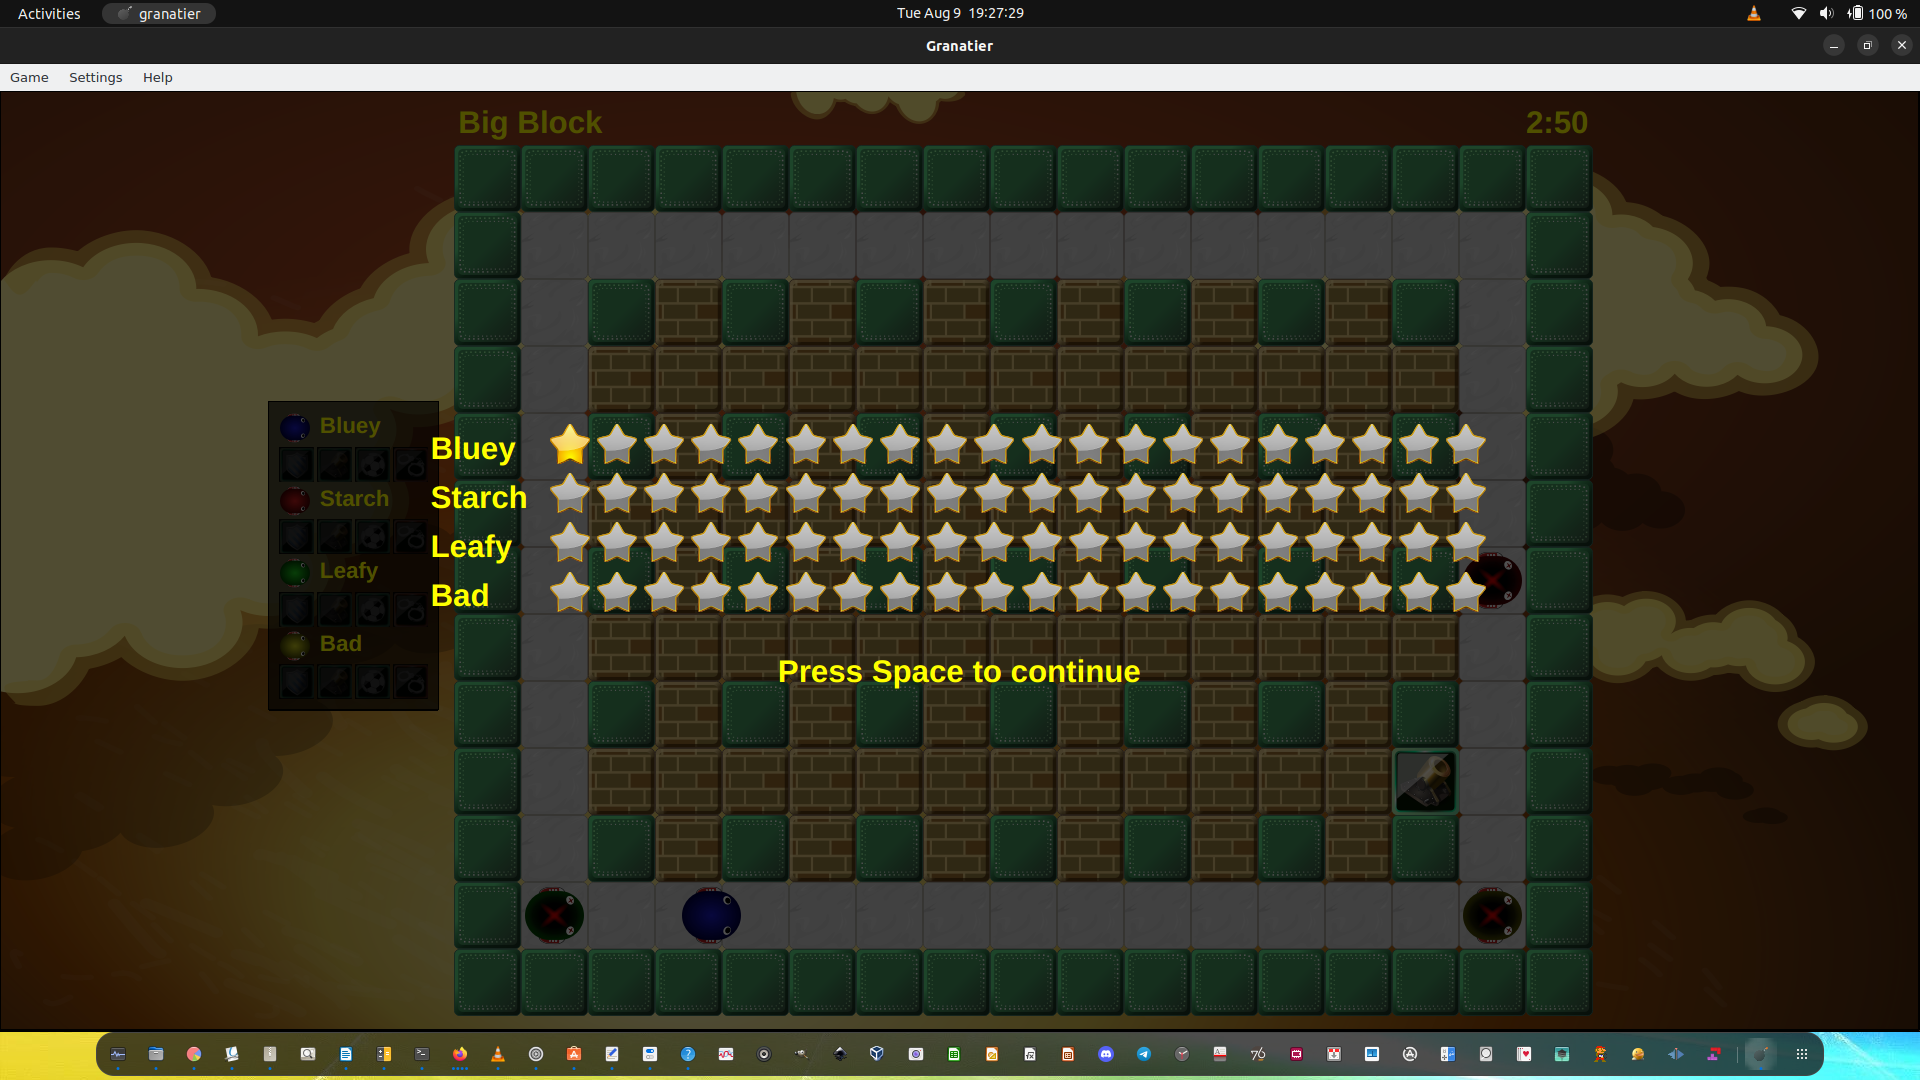 Activities granatier Tue Aug 9 19:27:29 100 %
Granatier
Game Settings Help
Big Block 2:50
Bluey
Starch
Leafy
Bad
Bluey
Starch
Leafy
Bad
Press Space to continue
76